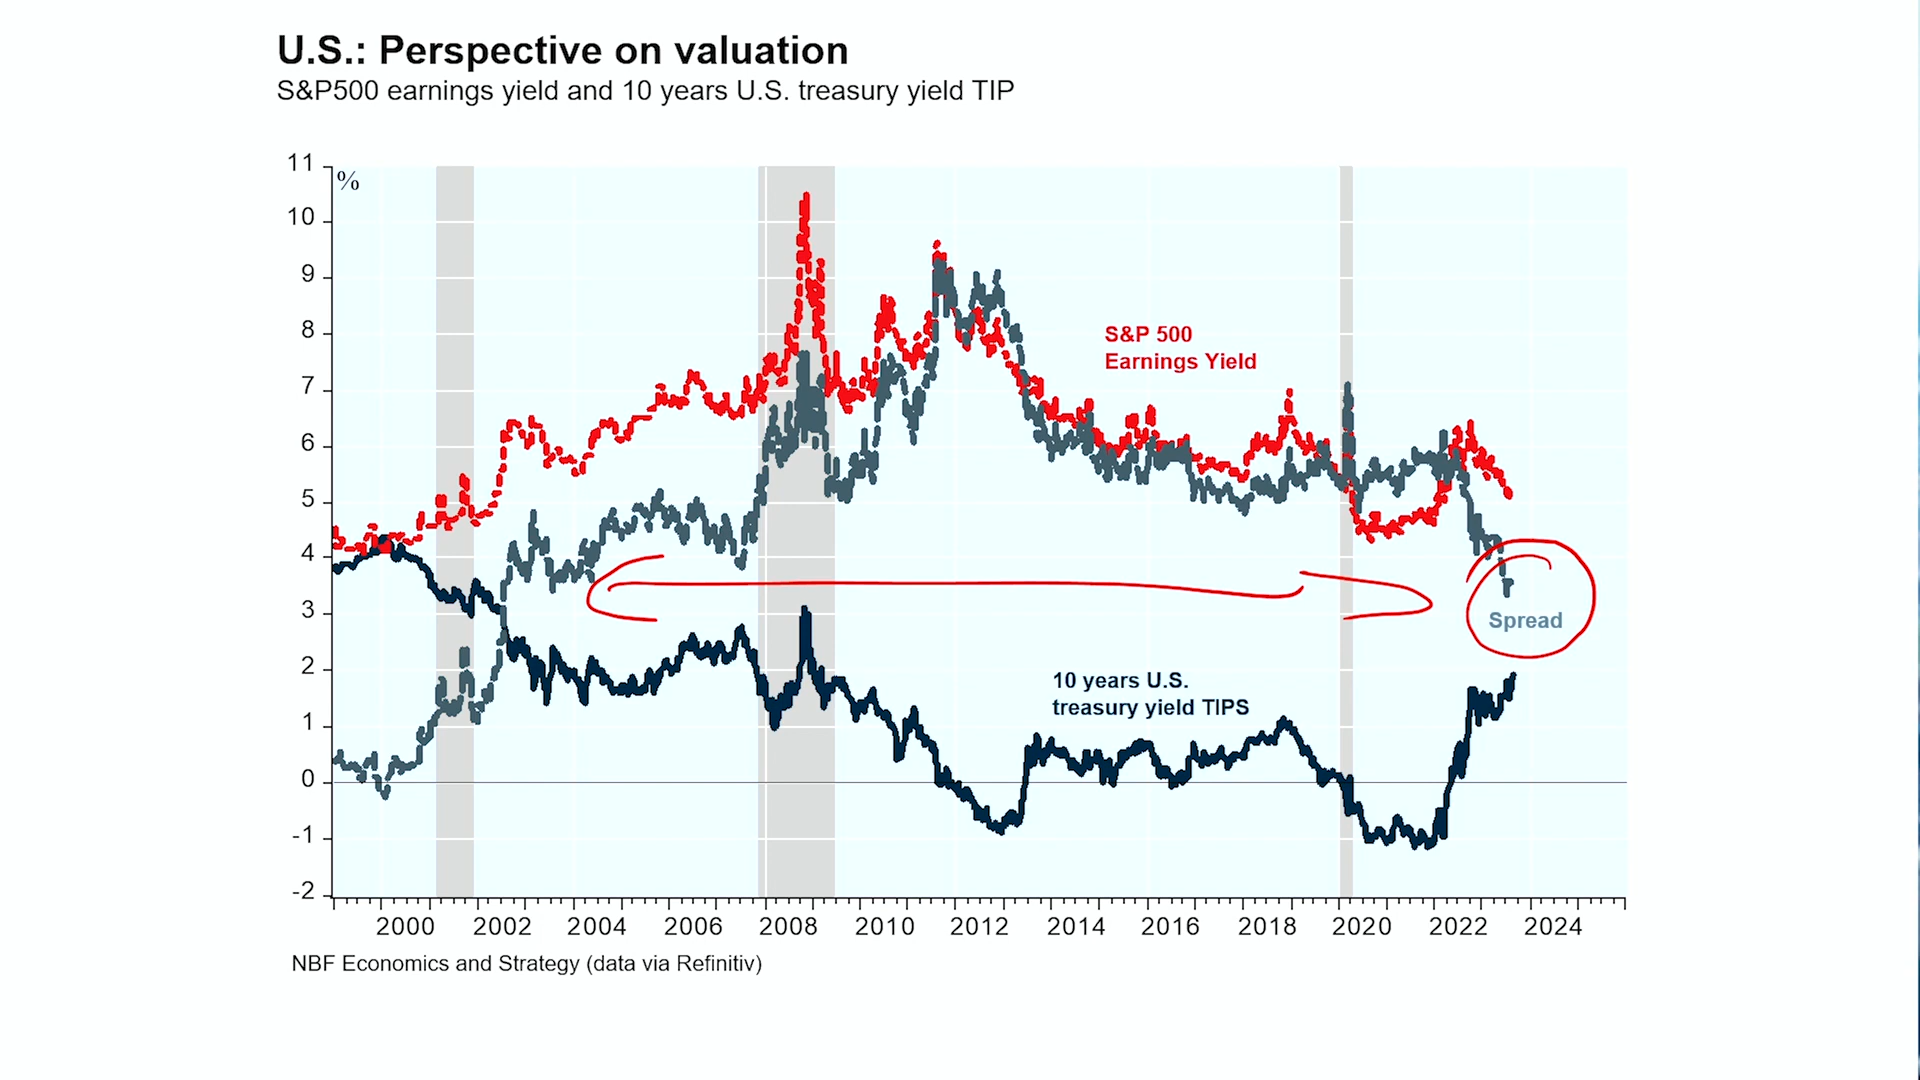 U.S.: Perspective on valuation
S&P500 earnings yield and 10 years U.S. treasury yield TIP
11
%
10
9
8
7
6
5
4
3
2
1
0
-1
-2
S&P 500
Earnings Yield
Spread
10 years U.S.
treasury yield TIPS
2000 2002 2004 2006 2008 2010 2012 2014 2016 2018 2020 2022 2024
NBF Economics and Strategy (data via Refinitiv)